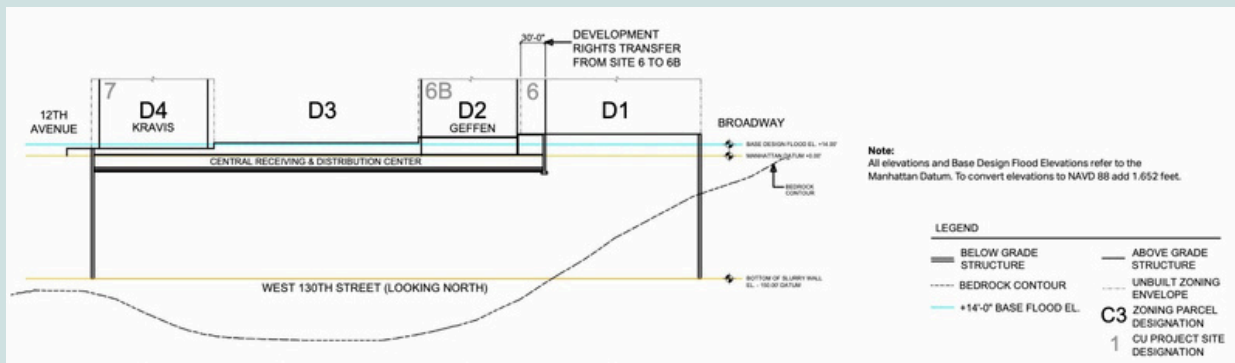 30'-0"
DEVELOPMENT
RIGHTS TRANSFER
FROM SITE 6 TO 6B
7
6B
6
12TH
AVENUE
D4
KRAVIS
D3
D2
GEFFEN
D1
BROADWAY
BASE DESIGN FLOOD EL. +14.00'
MANHATTAN DATUM +0.00'
CENTRAL RECEIVING & DISTRIBUTION CENTER
BEDROCK
CONTOUR
WEST 130TH STREET (LOOKING NORTH)
BOTTOM OF SLURRY WALL
EL. - 150.00' DATUM
Note:
All elevations and Base Design Flood Elevations refer to the
Manhattan Datum. To convert elevations to NAVD 88 add 1.652 feet.
LEGEND
BELOW GRADE
STRUCTURE
BEDROCK CONTOUR
+14'-0" BASE FLOOD EL.
ABOVE GRADE
STRUCTURE
UNBUILT ZONING
ENVELOPE
C3 ZONING PARCEL
DESIGNATION
1 CU PROJECT SITE
DESIGNATION